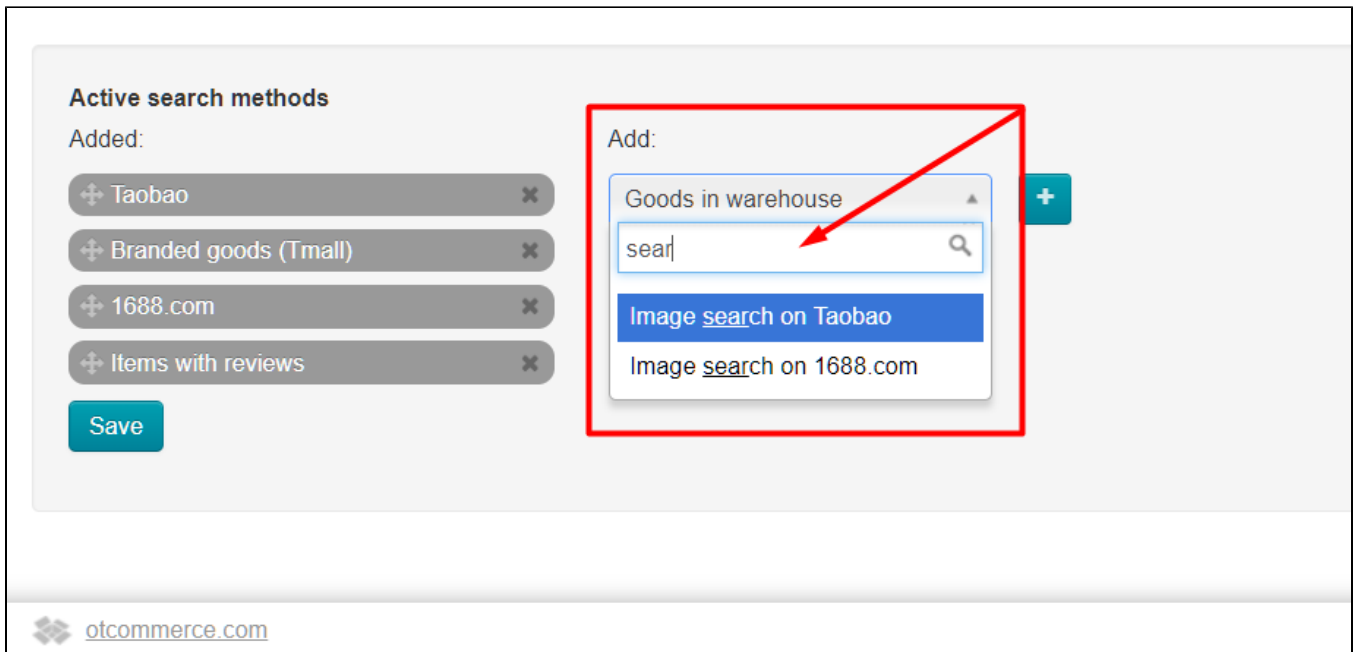 Active search methods
Added:
Taobao
Branded goods (Tmall)
1688.com
Items with reviews
Save
Add:
Goods in warehouse
sear
Image search on Taobao
Image search on 1688.com
+
otcommerce.com